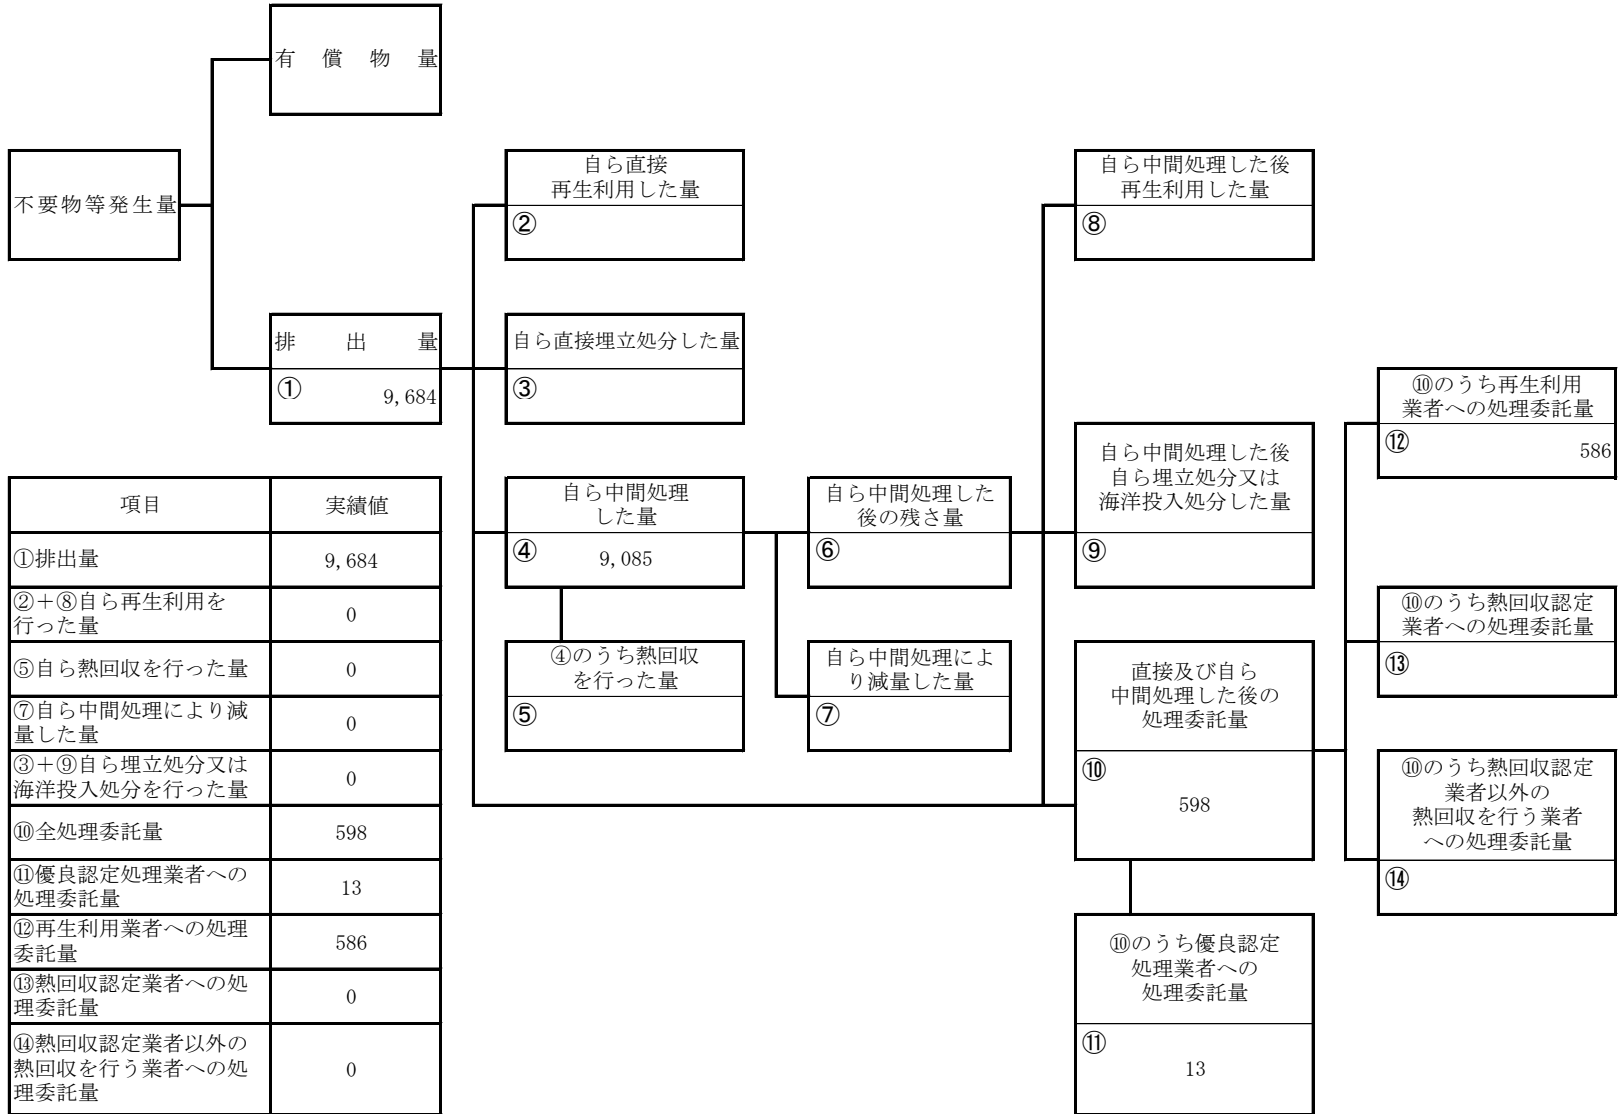 有償物量
不要物等発生量
排出量
① 9,684
自ら直接
再生利用した量
②
自ら直接埋立処分した量
③
自ら中間処理
した量
④ 9,085
④のうち熱回収
を行った量
⑤
自ら中間処理した
後の残さ量
⑥
自ら中間処理によ
り減量した量
⑦
自ら中間処理した後
再生利用した量
⑧
自ら中間処理した後
自ら埋立処分又は
海洋投入処分した量
⑨
直接及び自ら
中間処理した後の
処理委託量
⑩
598
⑩のうち優良認定
処理業者への
処理委託量
⑪
13
⑩のうち再生利用
業者への処理委託量
⑫ 586
⑩のうち熱回収認定
業者への処理委託量
⑬
⑩のうち熱回収認定
業者以外の
熱回収を行う業者
への処理委託量
⑭
項目 実績値
①排出量 9,684
②＋⑧自ら再生利用を
行った量 0
⑤自ら熱回収を行った量 0
⑦自ら中間処理により減
量した量 0
③＋⑨自ら埋立処分又は
海洋投入処分を行った量 0
⑩全処理委託量 598
⑪優良認定処理業者への
処理委託量 13
⑫再生利用業者への処理
委託量 586
⑬熱回収認定業者への処
理委託量 0
⑭熱回収認定業者以外の
熱回収を行う業者への処
理委託量 0